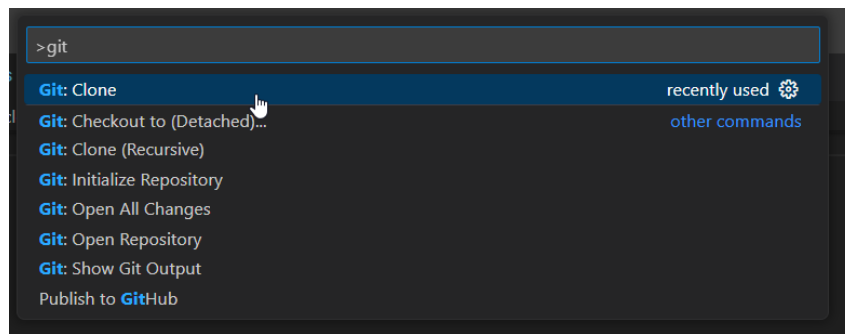 >git
Git: Clone recently used
Git: Checkout to (Detached)... other commands
Git: Clone (Recursive)
Git: Initialize Repository
Git: Open All Changes
Git: Open Repository
Git: Show Git Output
Publish to GitHub